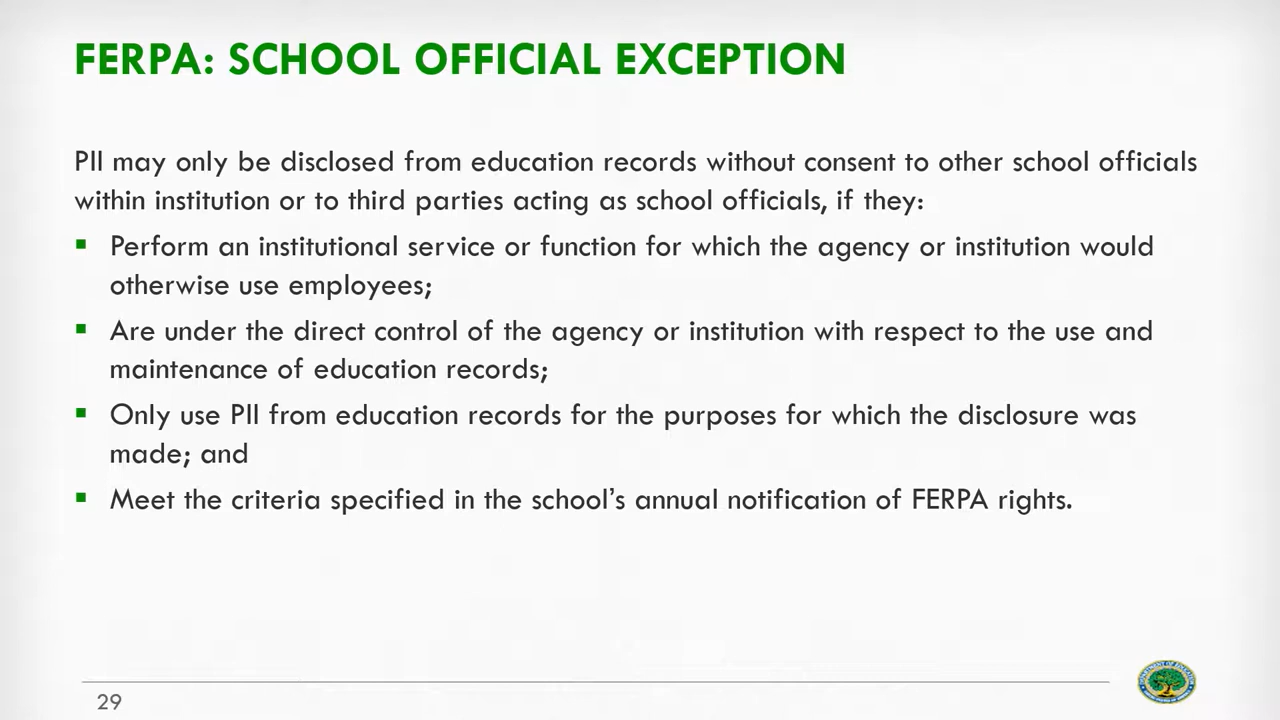 FERPA: SCHOOL OFFICIAL EXCEPTION
PII may only be disclosed from education records without consent to other school officials
within institution or to third parties acting as school officials, if they:
▪ Perform an institutional service or function for which the agency or institution would
otherwise use employees;
▪ Are under the direct control of the agency or institution with respect to the use and
maintenance of education records;
▪ Only use PII from education records for the purposes for which the disclosure was
made; and
▪ Meet the criteria specified in the school’s annual notification of FERPA rights.
29